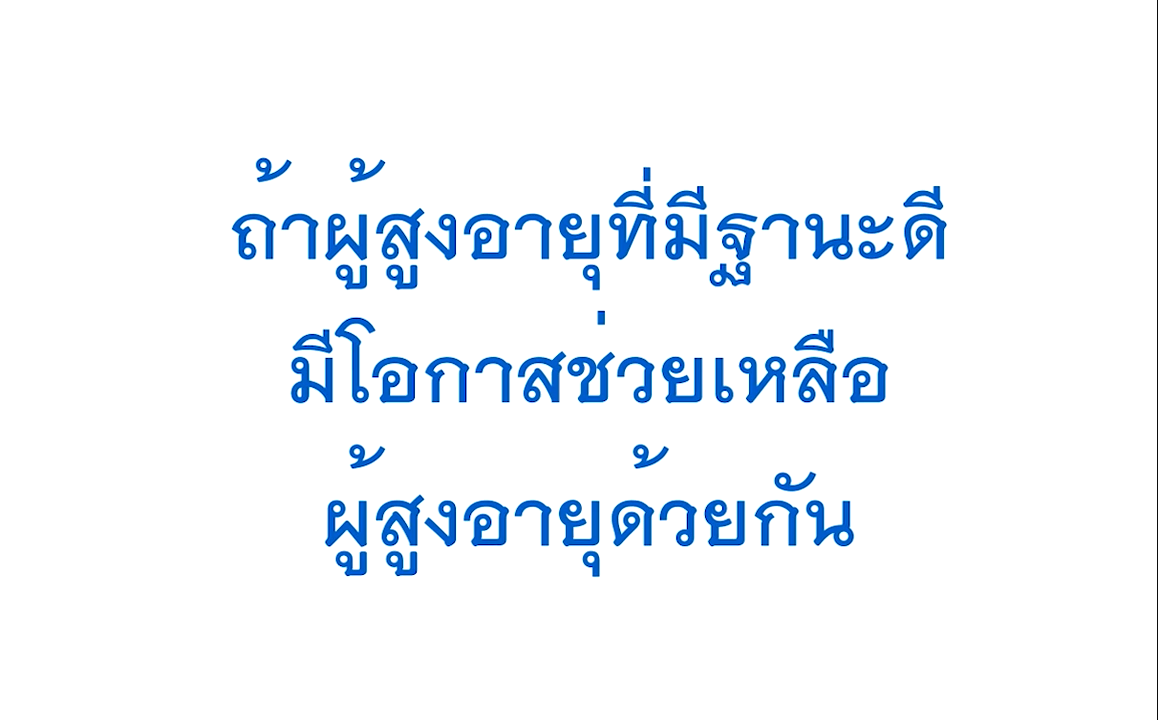 ถ้าผู้สูงอายุที่มีฐานะดี
มีโอกาสช่วยเหลือ
ผู้สูงอายุด้วยกัน